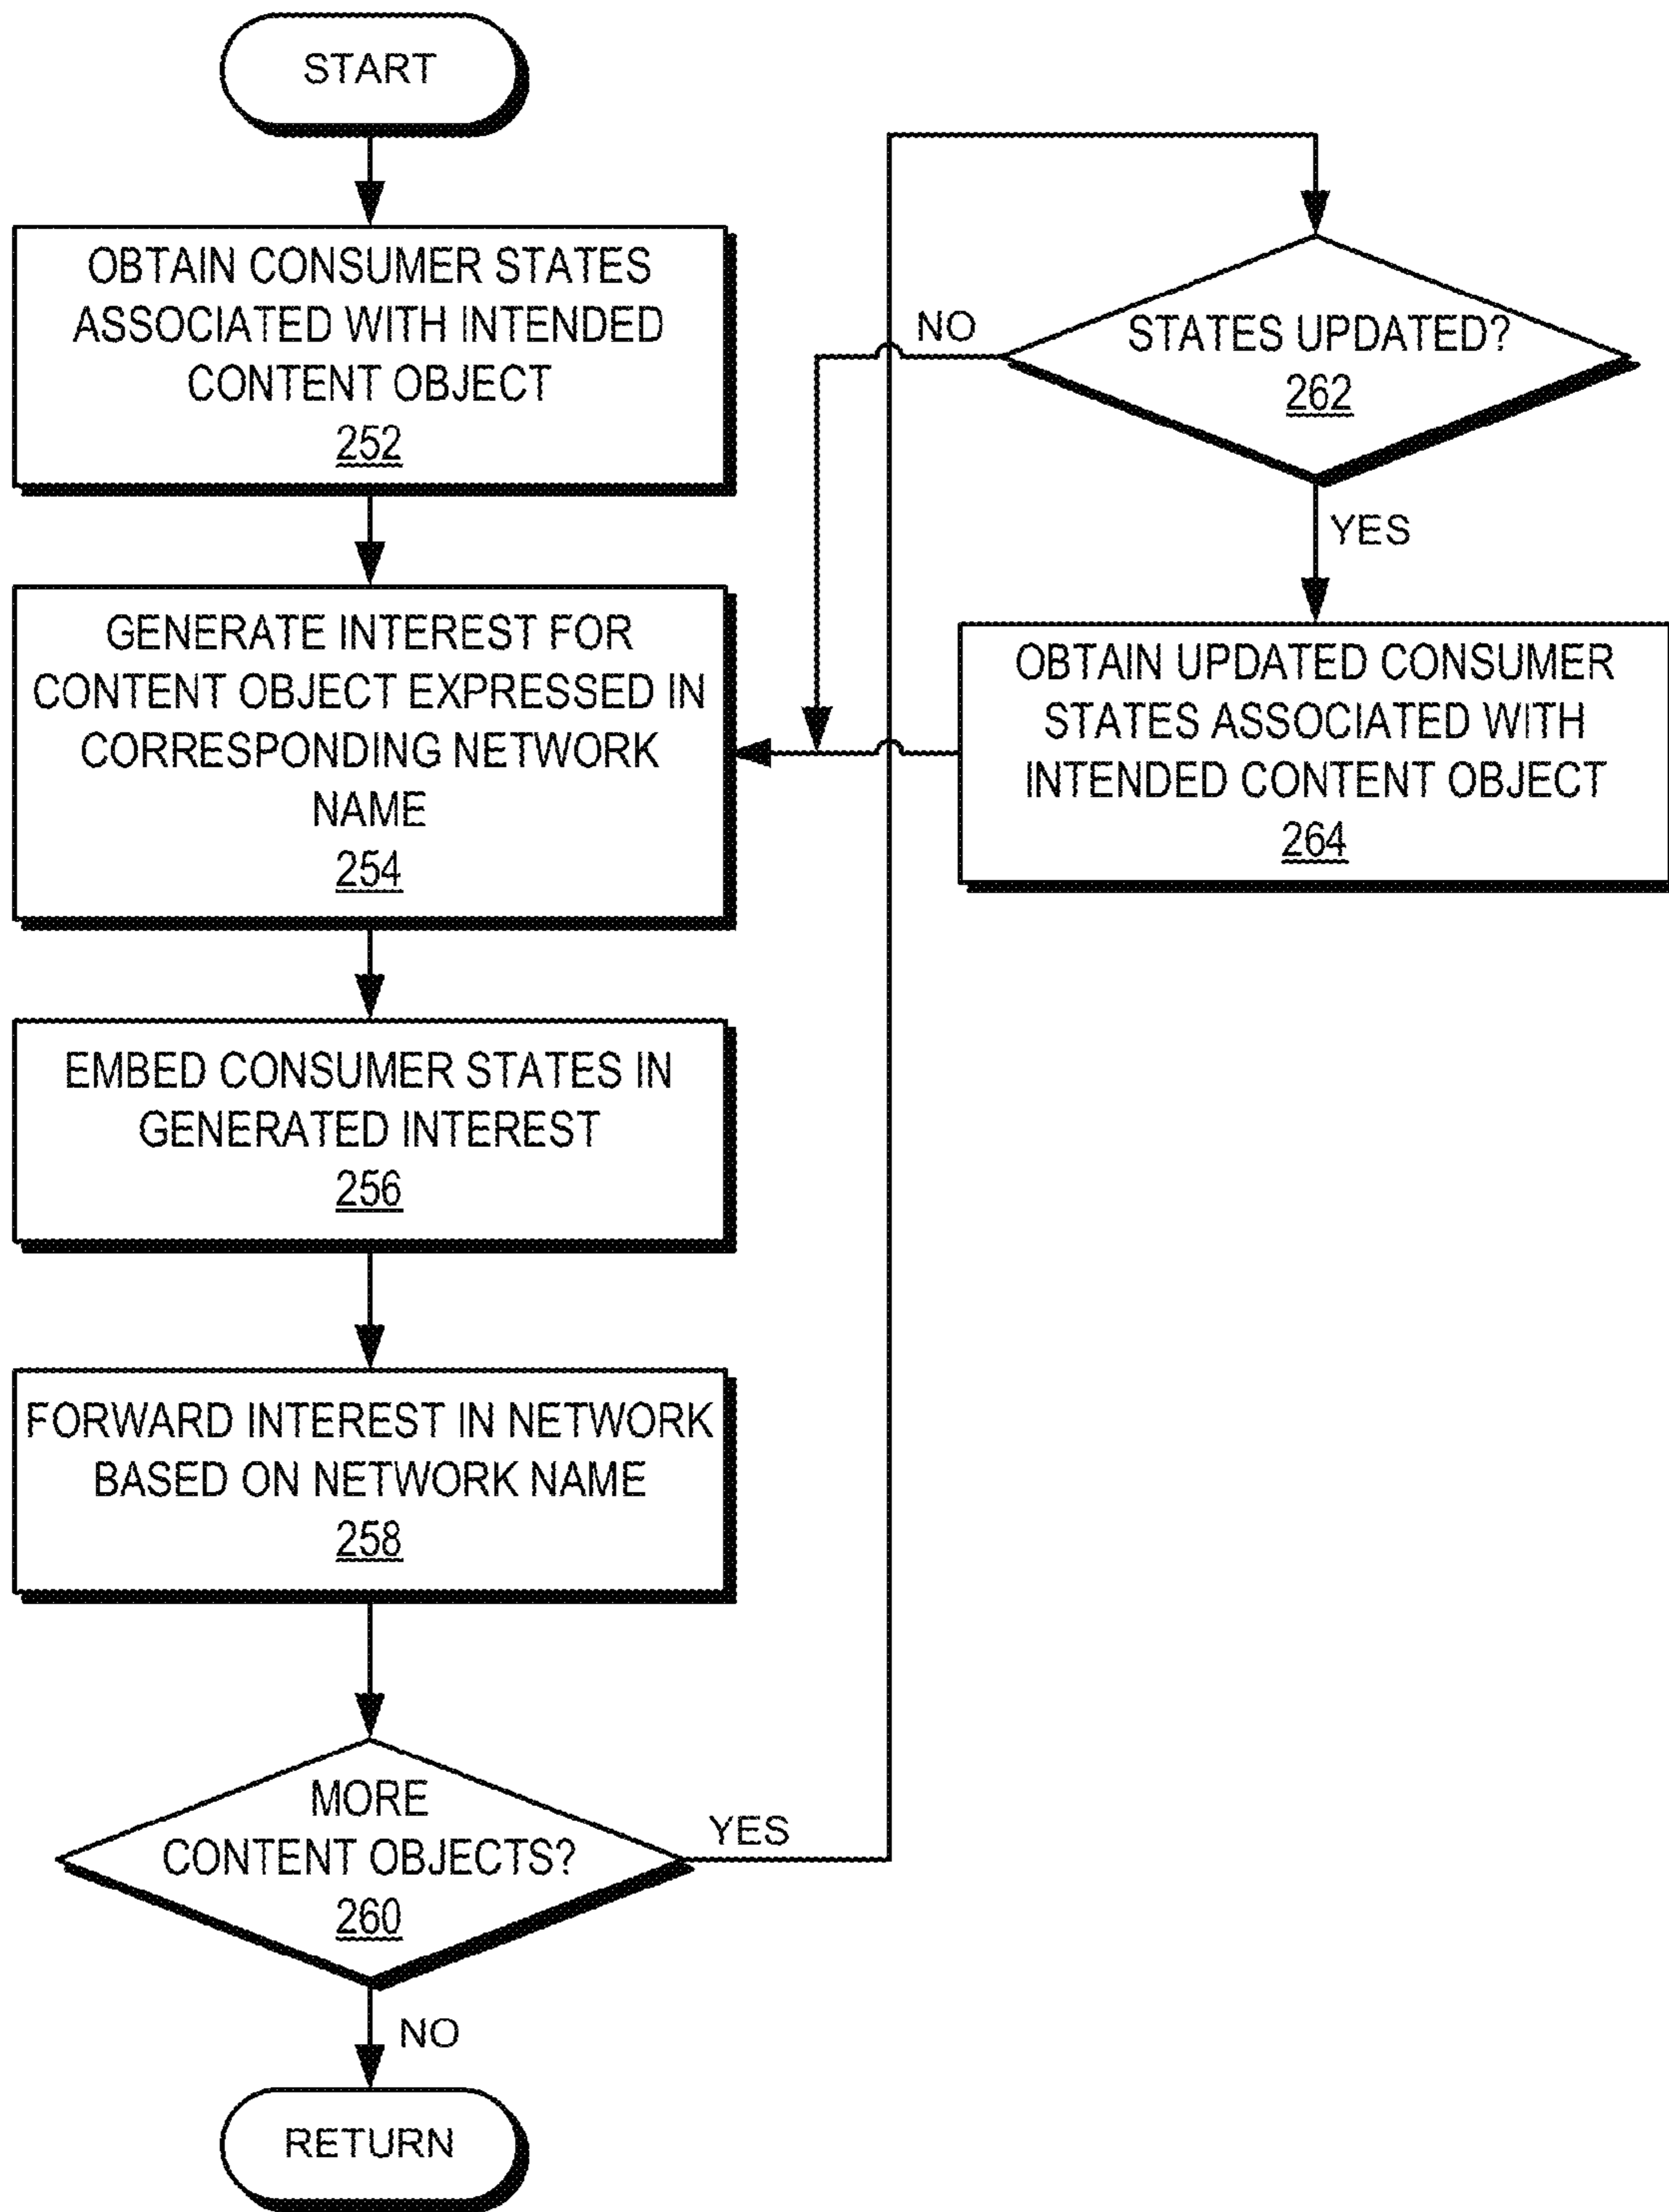 START
OBTAIN CONSUMER STATES
ASSOCIATED WITH INTENDED
CONTENT OBJECT
252
GENERATE INTEREST FOR
CONTENT OBJECT EXPRESSED IN
CORRESPONDING NETWORK
NAME
254
EMBED CONSUMER STATES IN
GENERATED INTEREST
256
FORWARD INTEREST IN NETWORK
BASED ON NETWORK NAME
258
MORE
CONTENT OBJECTS?
260
YES
NO
RETURN
STATES UPDATED?
262
NO
YES
OBTAIN UPDATED CONSUMER
STATES ASSOCIATED WITH
INTENDED CONTENT OBJECT
264